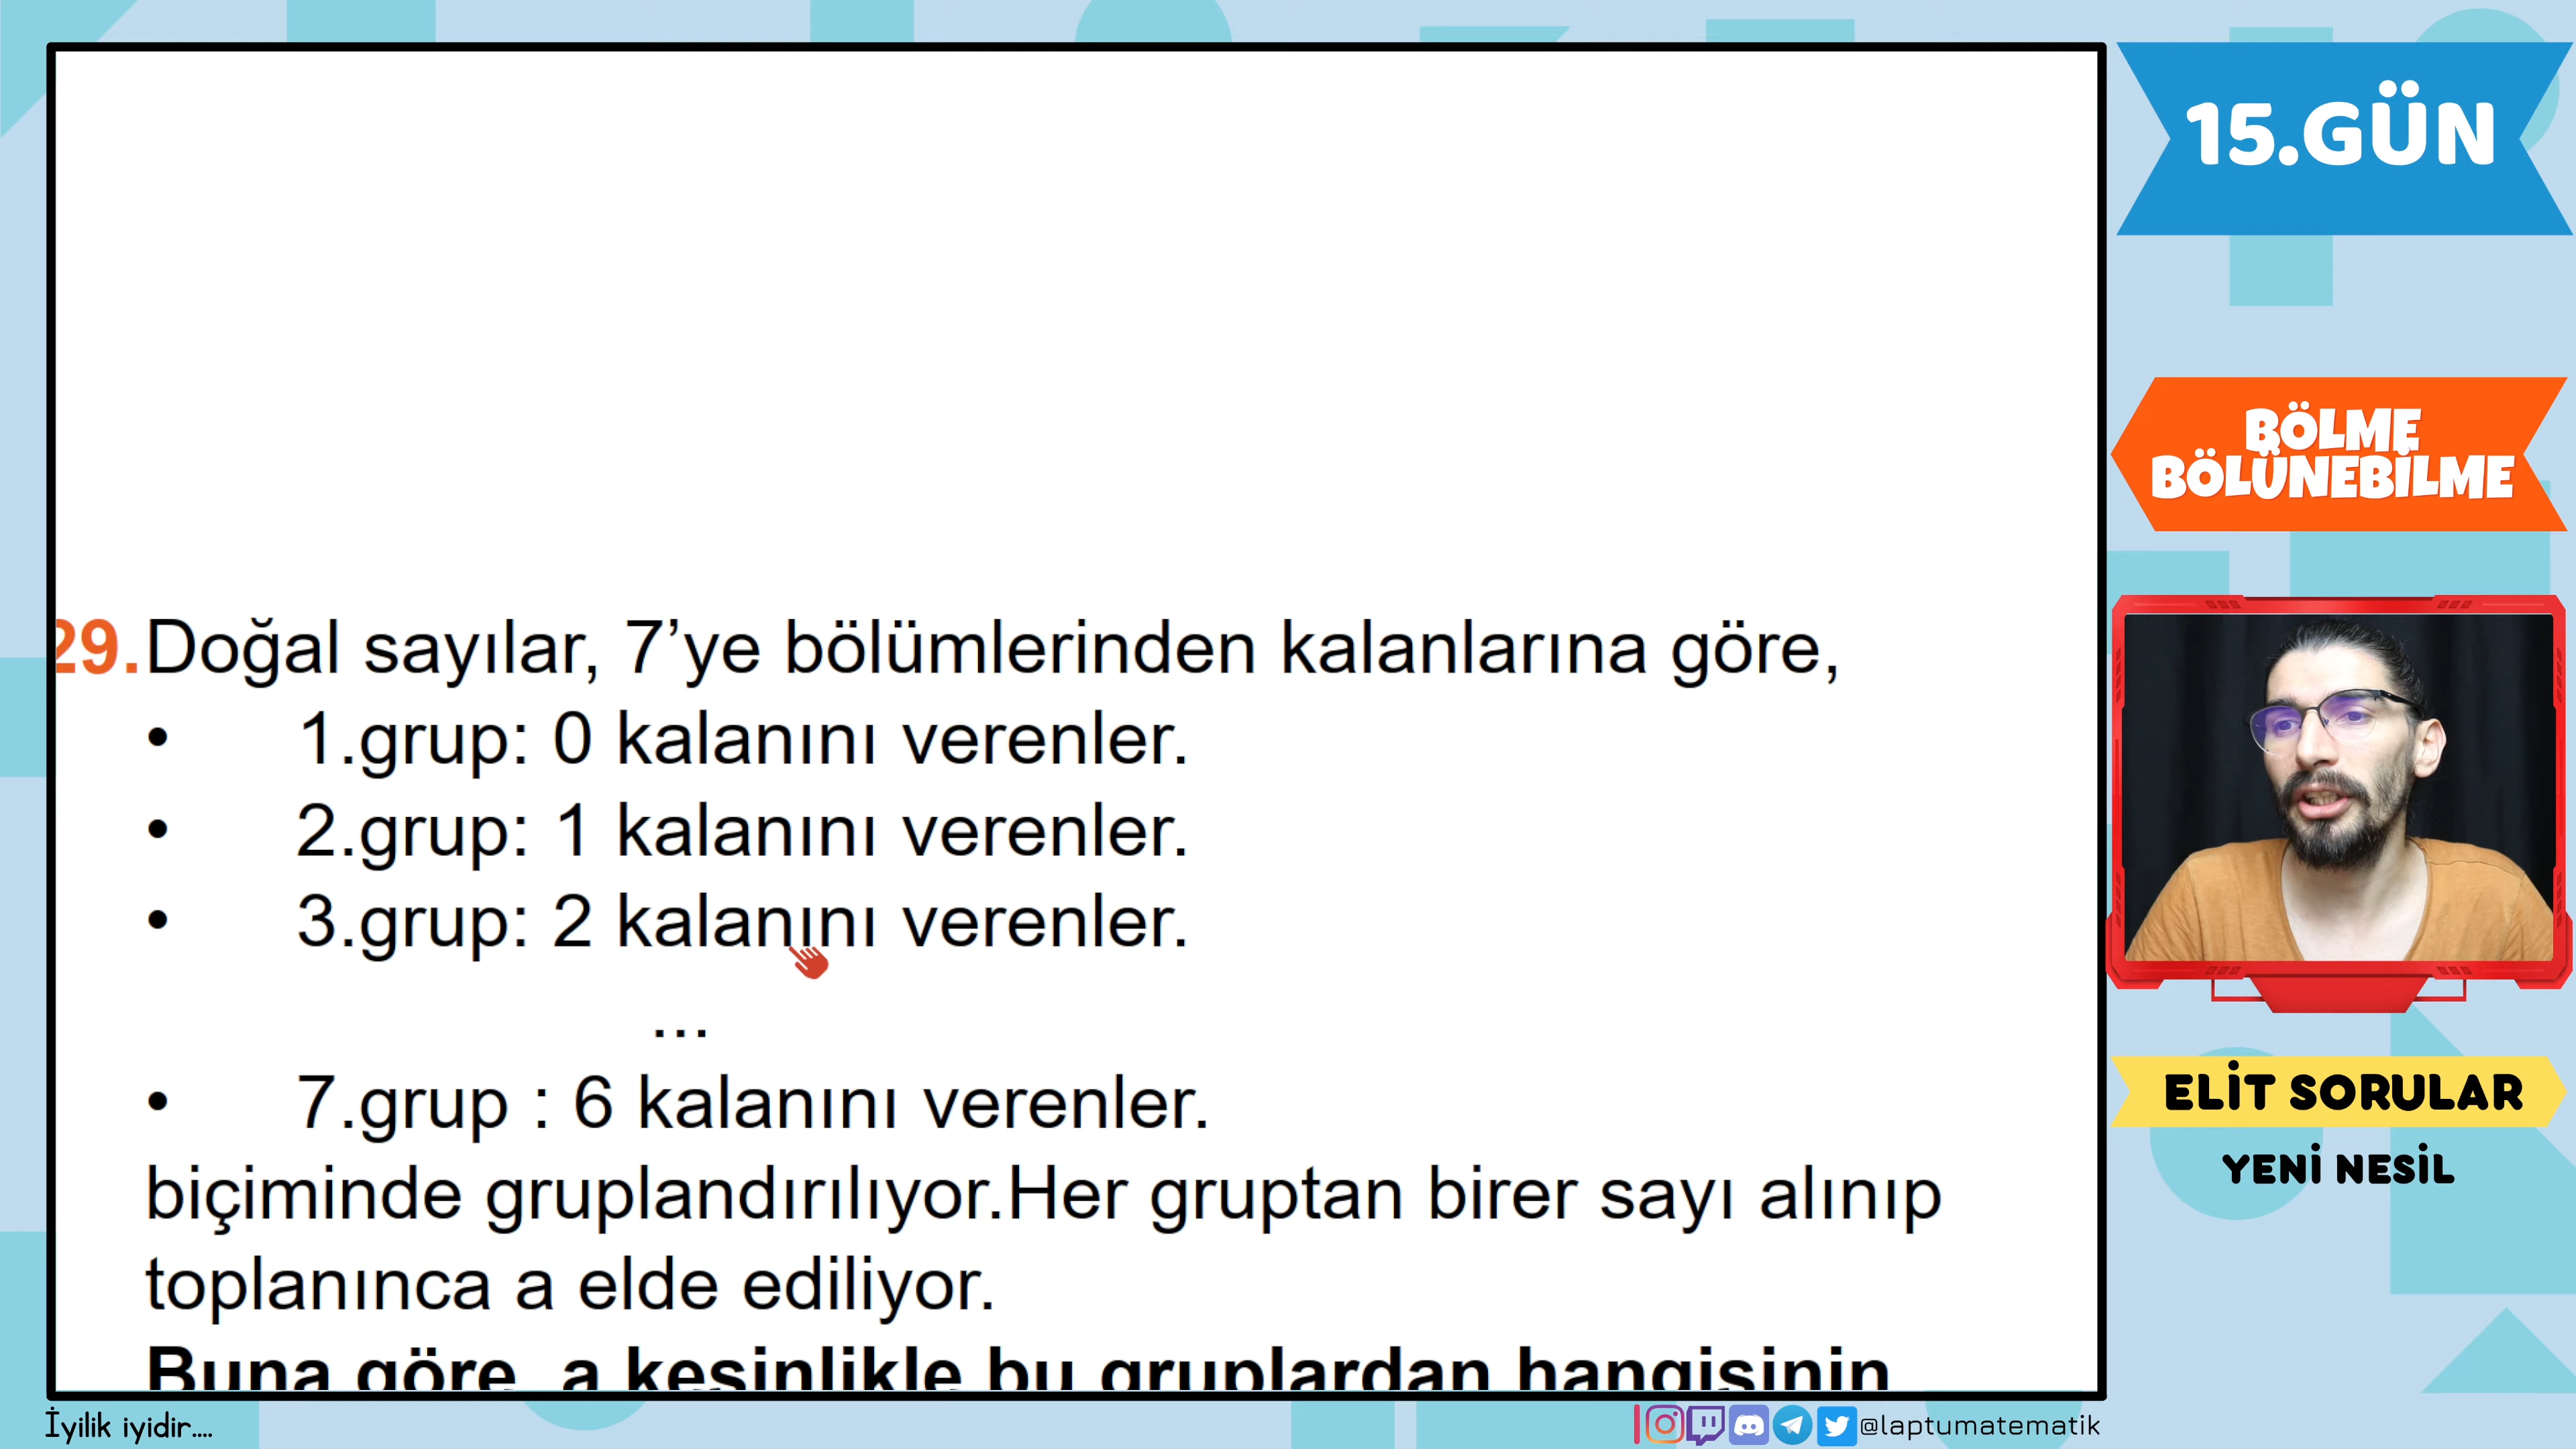 15.GÜN
BÖLME
BÖLÜNEBİLME
29.Doğal sayılar, 7’ye bölümlerinden kalanlarına göre,
• 1.grup: 0 kalanını verenler.
• 2.grup: 1 kalanını verenler.
• 3.grup: 2 kalanını verenler.
...
• 7.grup : 6 kalanını verenler.
biçiminde gruplandırılıyor.Her gruptan birer sayı alınıp
toplanınca a elde ediliyor.
Buna göre, a kesinlikle bu gruplardan hangisinin
ELİT SORULAR
YENİ NESİL
İyilik iyidir....
@laptumatematik